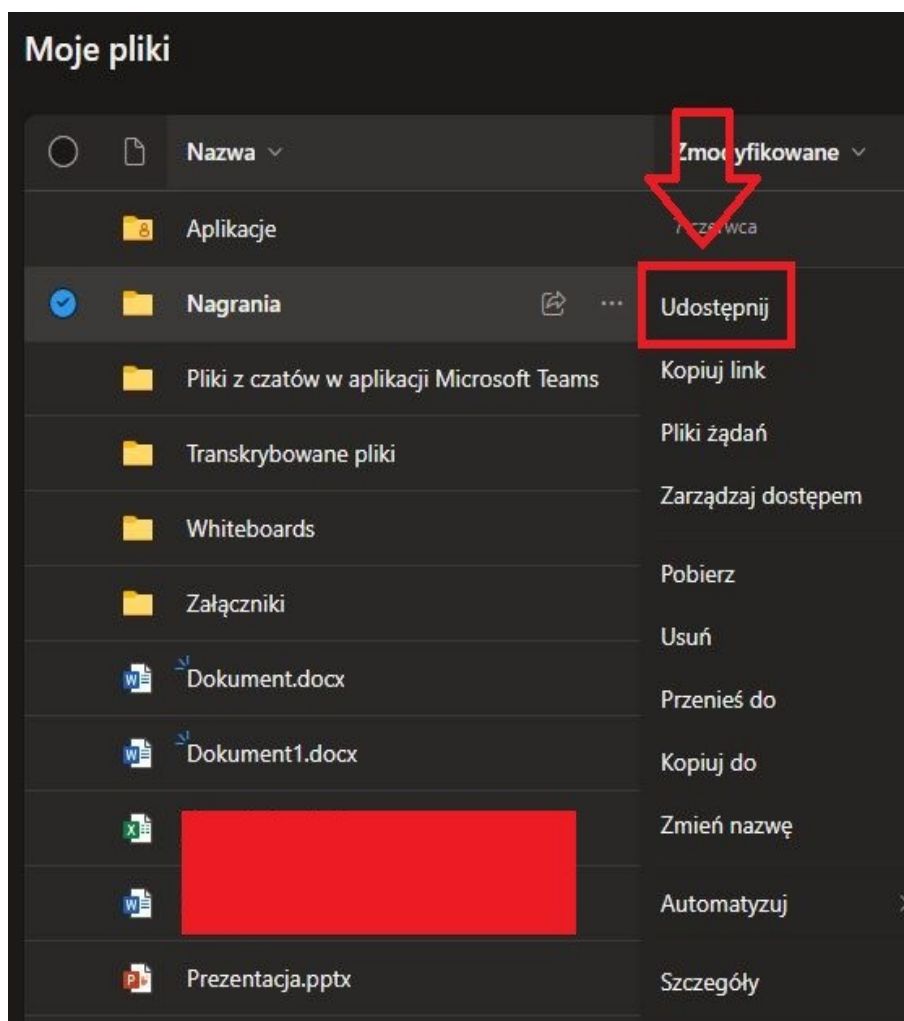 Moje pliki
Nazwa
Zmodyfikowane
Aplikacje
7 czerwca
Nagrania
Udostępnij
Kopiuj link
Pliki z czatów w aplikacji Microsoft Teams
Pliki żądań
Transkrybowane pliki
Zarządzaj dostępem
Whiteboards
Pobierz
Załączniki
Usuń
Dokument.docx
Przenieś do
Dokument1.docx
Kopiuj do
Zmień nazwę
Automatyzuj
Prezentacja.pptx
Szczegóły